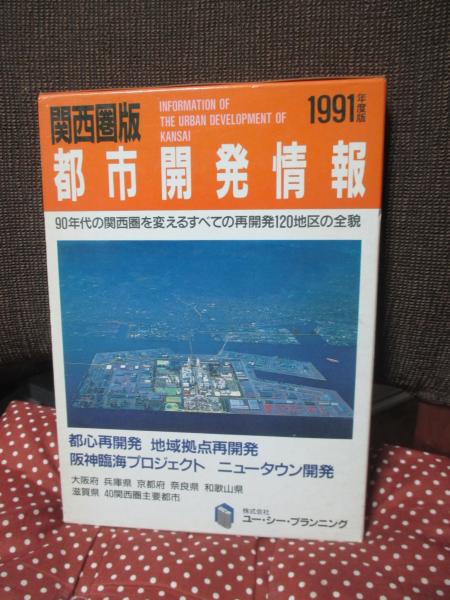 関西圏版
INFORMATION OF
THE URBAN DEVELOPMENT OF
KANSAI
1991年度版
都市開発情報
90年代の関西圏を変えるすべての再開発120地区の全貌
都心再開発 地域拠点再開発
阪神臨海プロジェクト ニュータウン開発
大阪府 兵庫県 京都府 奈良県 和歌山県
滋賀県 40関西圏主要都市
株式会社
ユー・シー・プランニング